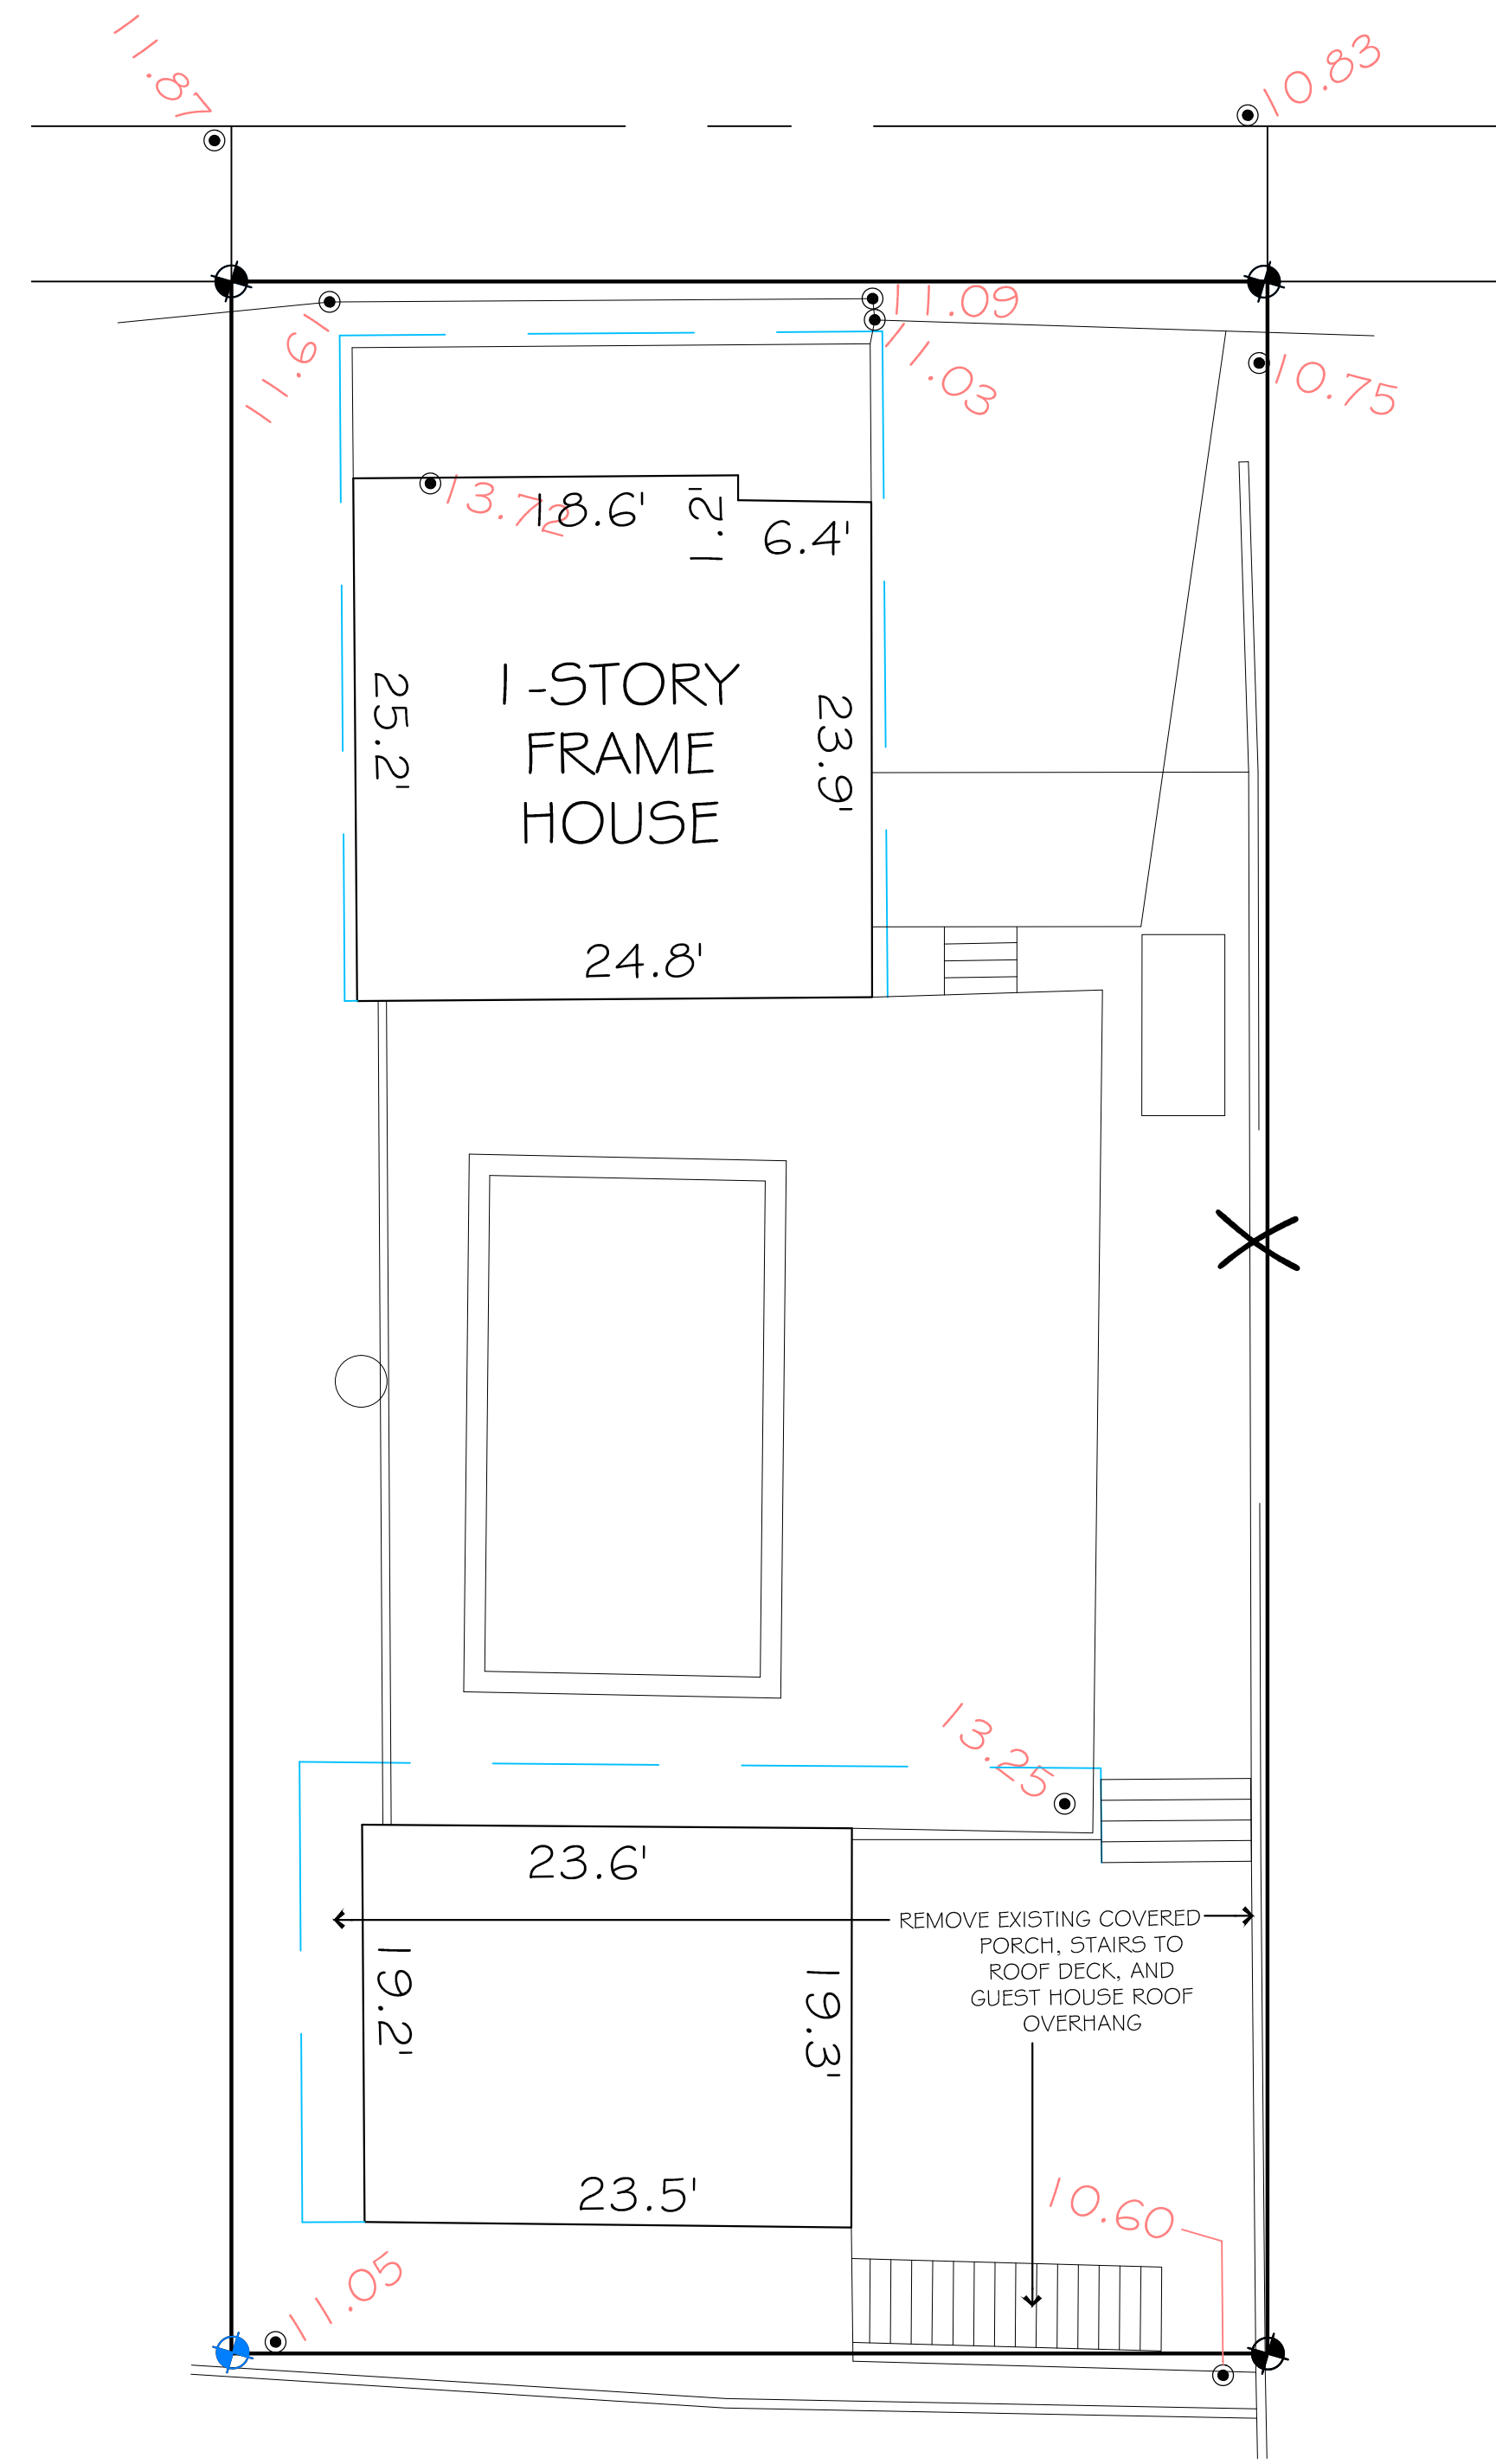 11.87
10.83
11.61
11.09
11.03
10.75
13.72
18.6'
1.2'
6.4'
25.2'
1-STORY
FRAME
HOUSE
23.9'
24.8'
13.25
23.6'
REMOVE EXISTING COVERED
PORCH, STAIRS TO
ROOF DECK, AND
GUEST HOUSE ROOF
OVERHANG
19.2'
19.3'
23.5'
10.60
11.05